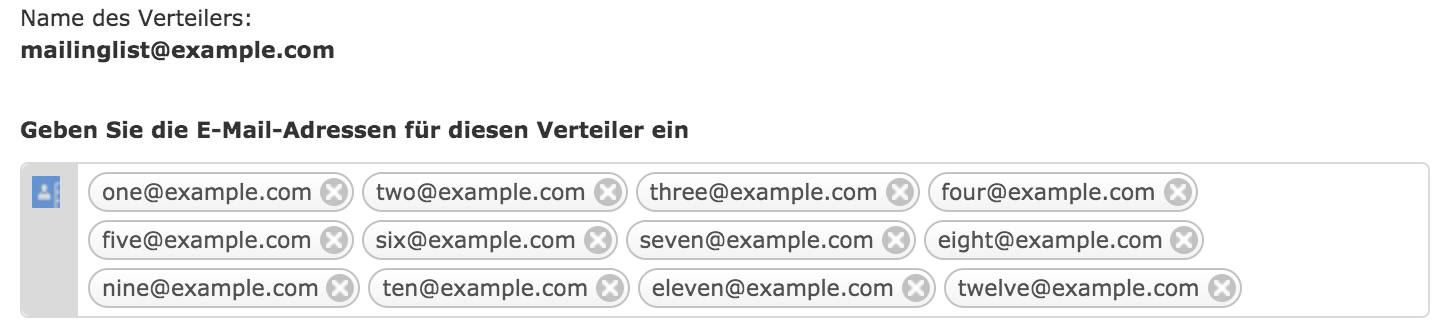 Name des Verteilers:
mailinglist@example.com
Geben Sie die E-Mail-Adressen für diesen Verteiler ein
one@example.com two@example.com three@example.com four@example.com
five@example.com six@example.com seven@example.com eight@example.com
nine@example.com ten@example.com eleven@example.com twelve@example.com